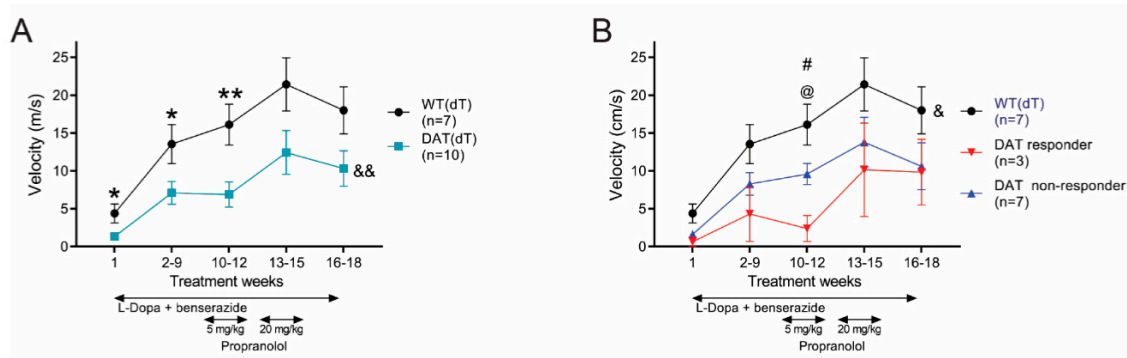 A
Velocity (m/s)
25
20
15
10
5
0
*
*
**
&&
WT(dT)
(n=7)
DAT(dT)
(n=10)
1
2-9
10-12
13-15
16-18
Treatment weeks
L-Dopa + benserazide
5 mg/kg
20 mg/kg
Propranolol
B
Velocity (cm/s)
25
20
15
10
5
0
#
@
&
WT(dT)
(n=7)
DAT responder
(n=3)
DAT non-responder
(n=7)
1
2-9
10-12
13-15
16-18
Treatment weeks
L-Dopa + benserazide
5 mg/kg
20 mg/kg
Propranolol